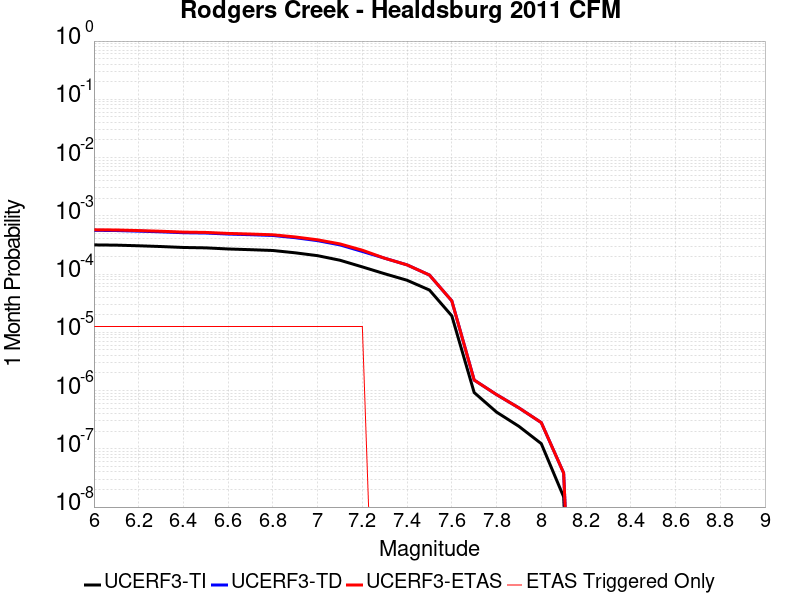 Rodgers Creek - Healdsburg 2011 CFM
10^0
10^-1
10^-2
10^-3
10^-4
10^-5
10^-6
10^-7
10^-8
1 Month Probability
6 6.2 6.4 6.6 6.8 7 7.2 7.4 7.6 7.8 8 8.2 8.4 8.6 8.8 9
Magnitude
UCERF3-TI UCERF3-TD UCERF3-ETAS ETAS Triggered Only